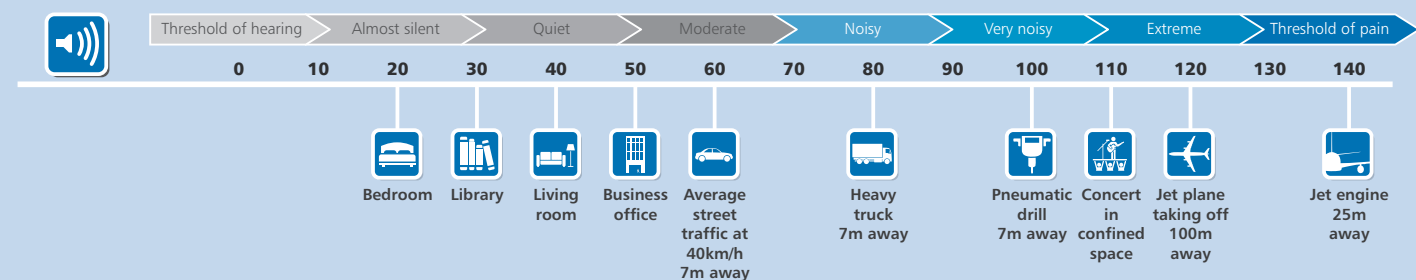 Threshold of hearing Almost silent Quiet Moderate Noisy Very noisy Extreme Threshold of pain
0 10 20 30 40 50 60 70 80 90 100 110 120 130 140
Bedroom
Library
Living
room
Business
office
Average
street
traffic at
40km/h
7m away
Heavy
truck
7m away
Pneumatic
drill
7m away
Concert
in
confined
space
Jet plane
taking off
100m
away
Jet engine
25m
away